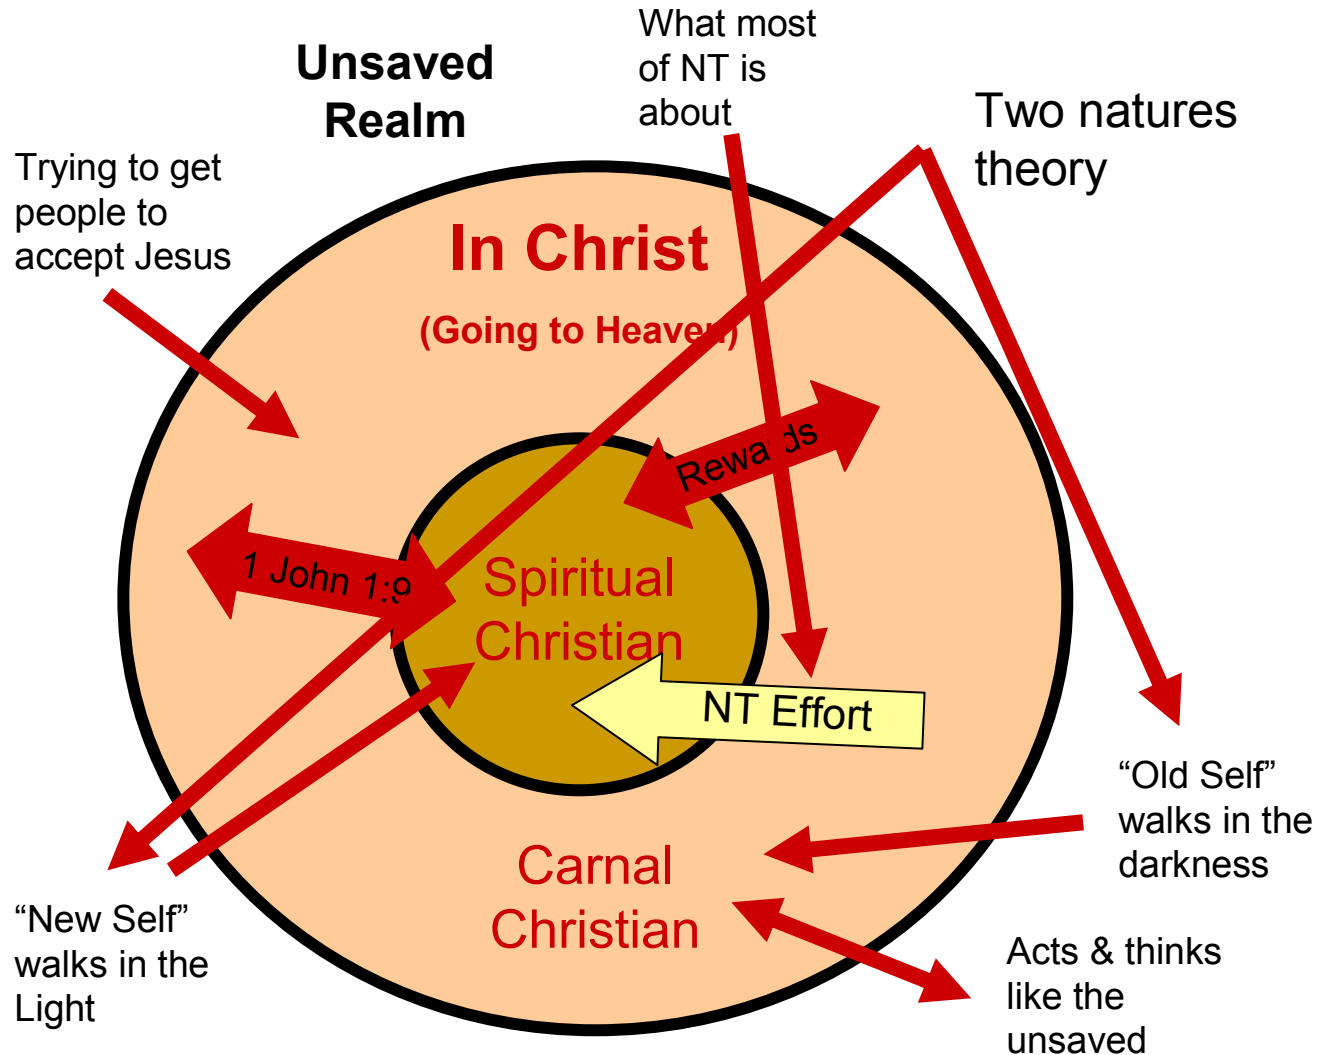 What most
of NT is
about
Unsaved
Realm
Two natures
theory
Trying to get
people to
accept Jesus
In Christ
(Going to Heaven)
Rewards
1 John 1:9
Spiritual
Christian
NT Effort
“Old Self”
walks in the
darkness
Carnal
Christian
“New Self”
walks in the
Light
Acts & thinks
like the
unsaved